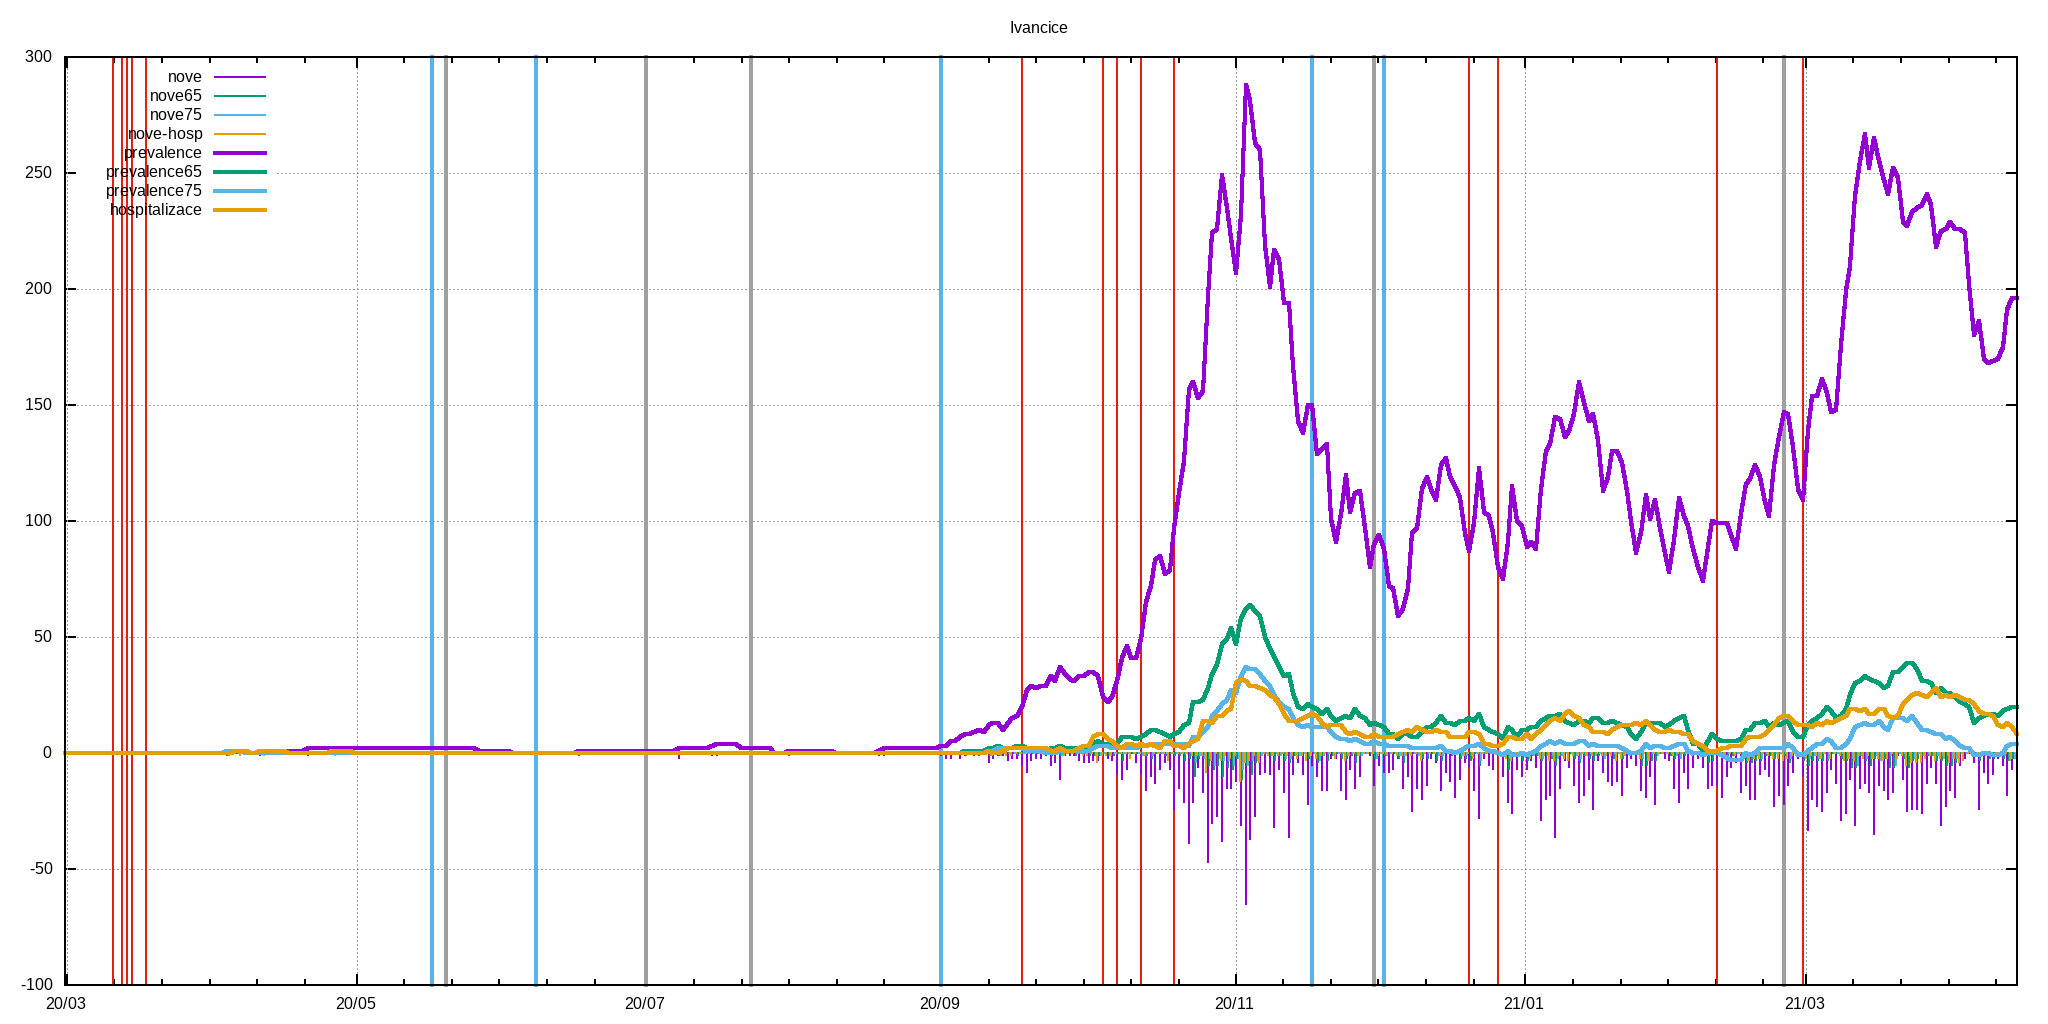 Ivancice
300
250
200
150
100
50
0
-50
-100
nove
nove65
nove75
nove-hosp
prevalence
prevalence65
prevalence75
hospitalizace
20/03 20/05 20/07 20/09 20/11 21/01 21/03